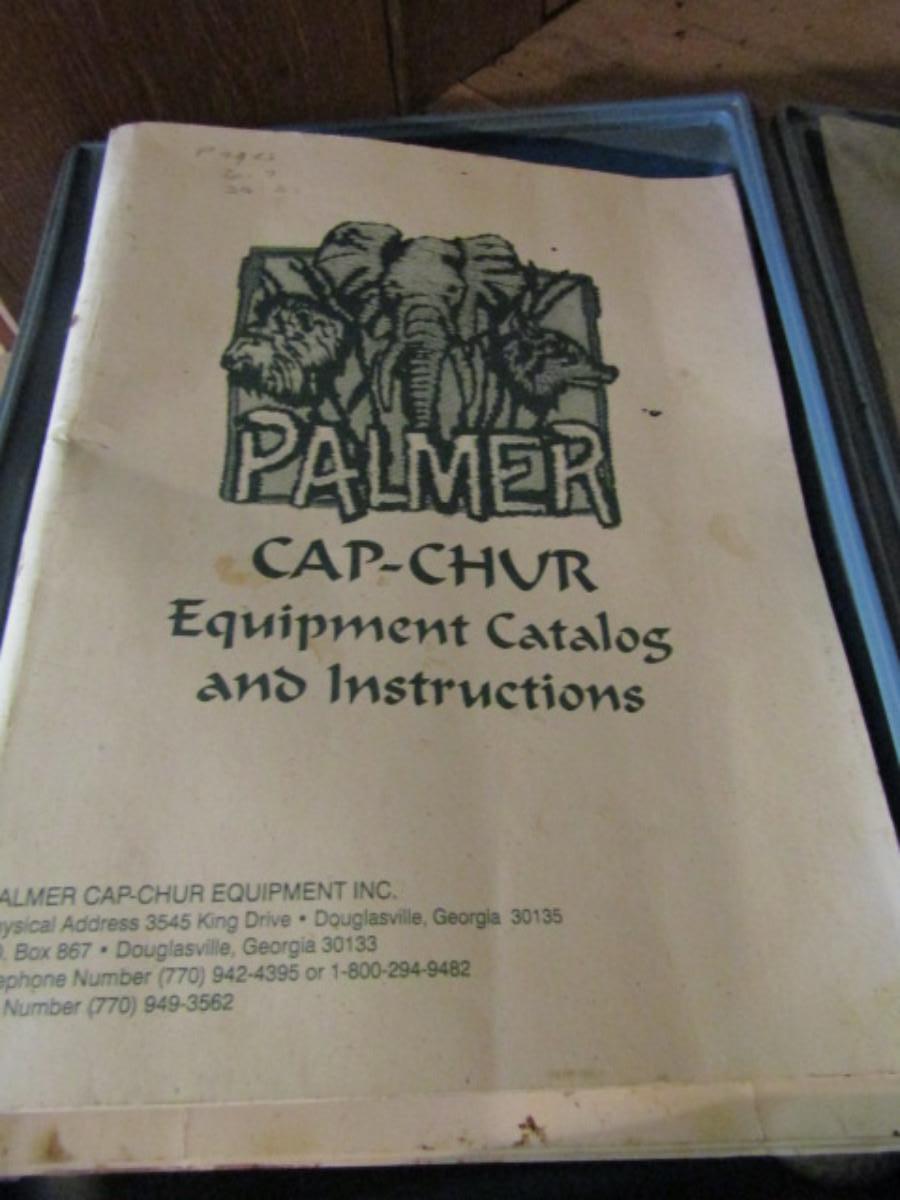 Pages
PALMER
CAP-CHUR
Equipment Catalog
and Instructions
ALMER CAP-CHUR EQUIPMENT INC.
ysical Address 3545 King Drive • Douglasville, Georgia 30135
. Box 867 • Douglasville, Georgia 30133
ephone Number (770) 942-4395 or 1-800-294-9482
Number (770) 949-3562